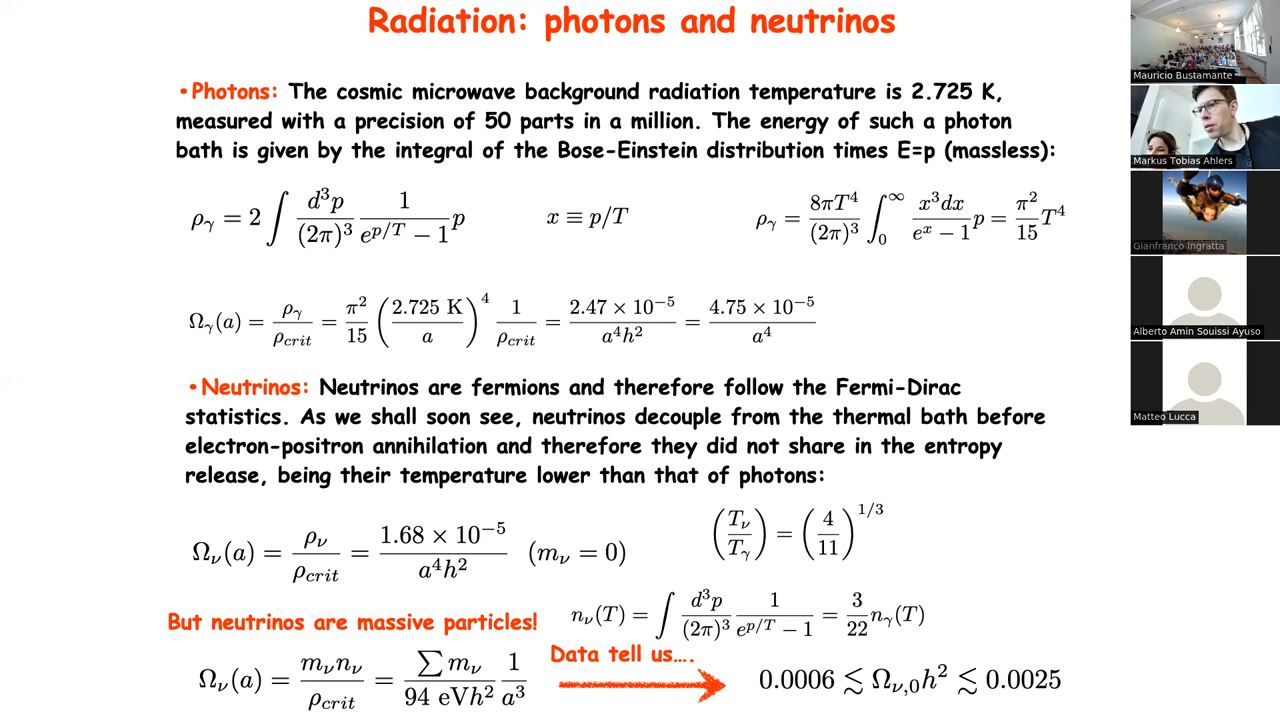 Radiation: photons and neutrinos
•Photons: The cosmic microwave background radiation temperature is 2.725 K,
measured with a precision of 50 parts in a million. The energy of such a photon
bath is given by the integral of the Bose-Einstein distribution times E=p (massless):
ργ = 2 ∫ d³p/(2π)³ 1/(e^{p/T} − 1) p    x ≡ p/T    ργ = 8πT⁴/(2π)³ ∫₀^∞ x³dx/(eˣ − 1) p = π²/15 T⁴
Ωγ(a) = ργ/ρcrit = π²/15 (2.725 K/a)⁴ 1/ρcrit = 2.47 × 10⁻⁵/a⁴h² = 4.75 × 10⁻⁵/a⁴
•Neutrinos: Neutrinos are fermions and therefore follow the Fermi-Dirac
statistics. As we shall soon see, neutrinos decouple from the thermal bath before
electron-positron annihilation and therefore they did not share in the entropy
release, being their temperature lower than that of photons:
Ων(a) = ρν/ρcrit = 1.68 × 10⁻⁵/a⁴h² (mν = 0)    (Tν/Tγ) = (4/11)^{1/3}
But neutrinos are massive particles!    nν(T) = ∫ d³p/(2π)³ 1/(e^{p/T} − 1) = 3/22 nγ(T)
Data tell us....
Ων(a) = mνnν/ρcrit = ∑mν/94 eVh² 1/a³    0.0006 ≲ Ων,0h² ≲ 0.0025
Mauricio Bustamante
Markus Tobias Ahlers
Gianfranco Ingratta
Alberto Amin Souissi Ayuso
Matteo Lucca